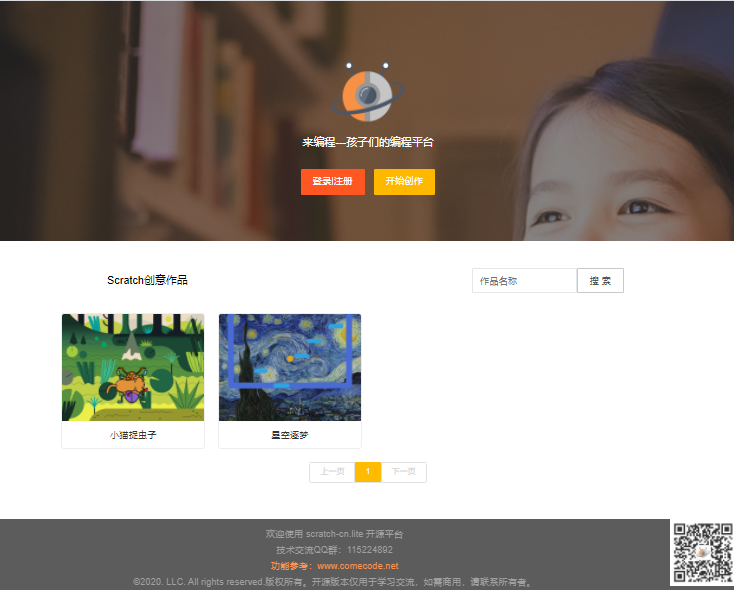 来编程---孩子们的编程平台
登录|注册
开始创作
Scratch创意作品
作品名称
搜 索
小猫捉虫子
星空逐梦
上一页
1
下一页
欢迎使用 scratch-cn.lite 开源平台
技术交流QQ群：115224892
功能参考：www.comecode.net
©2020. LLC. All rights reserved.版权所有。开源版本仅用于学习交流，如需商用，请联系所有者。